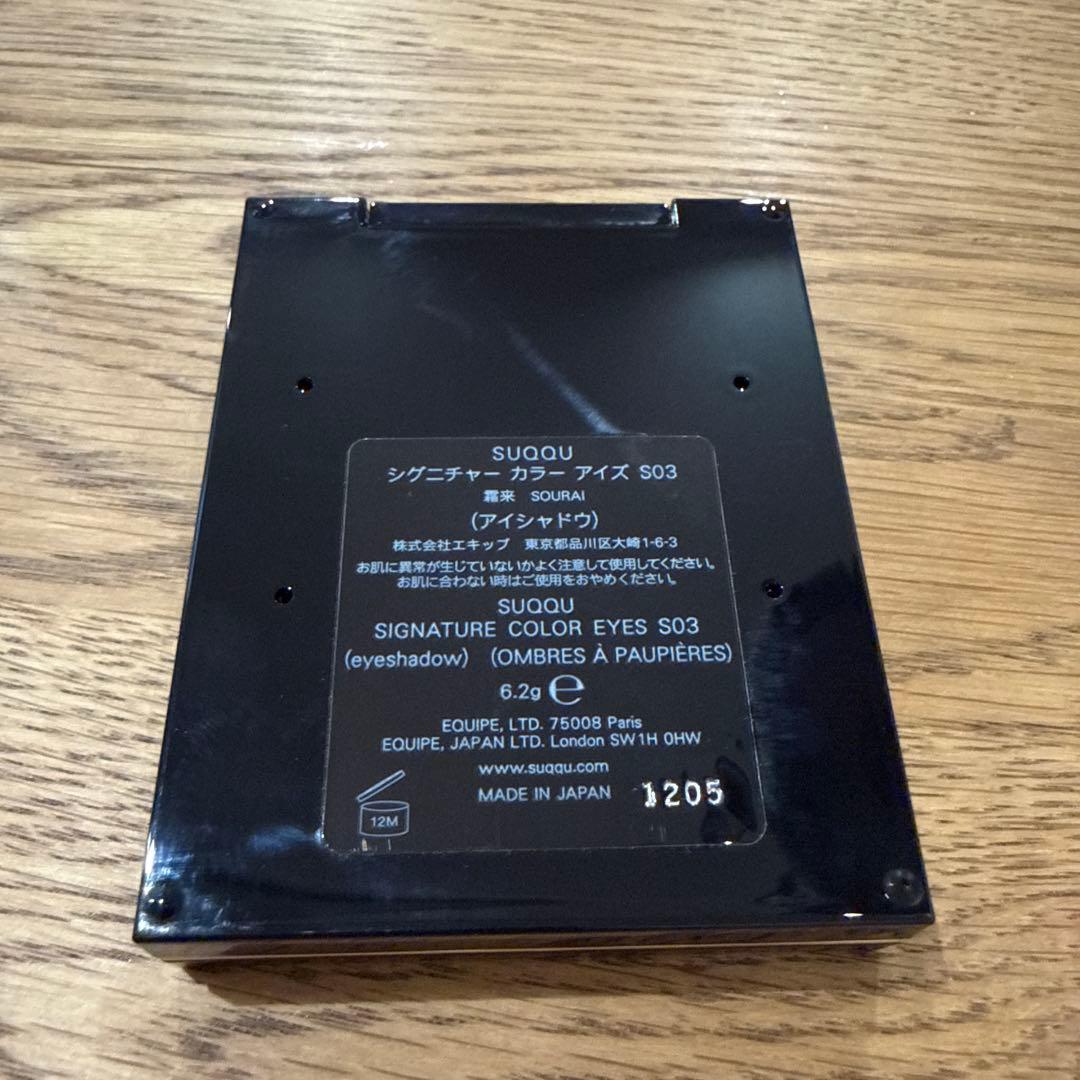 SUQQU
シグニチャー カラー アイズ S03
霜来 SOURAI
(アイシャドウ)
株式会社エキップ 東京都品川区大崎1-6-3
お肌に異常が生じていないかよく注意して使用してください。
お肌に合わない時はご使用をおやめください。
SUQQU
SIGNATURE COLOR EYES S03
(eyeshadow) (OMBRES À PAUPIÈRES)
6.2g ℮
EQUIPE, LTD. 75008 Paris
EQUIPE, JAPAN LTD. London SW1H 0HW
www.suqqu.com
MADE IN JAPAN 1205
12M